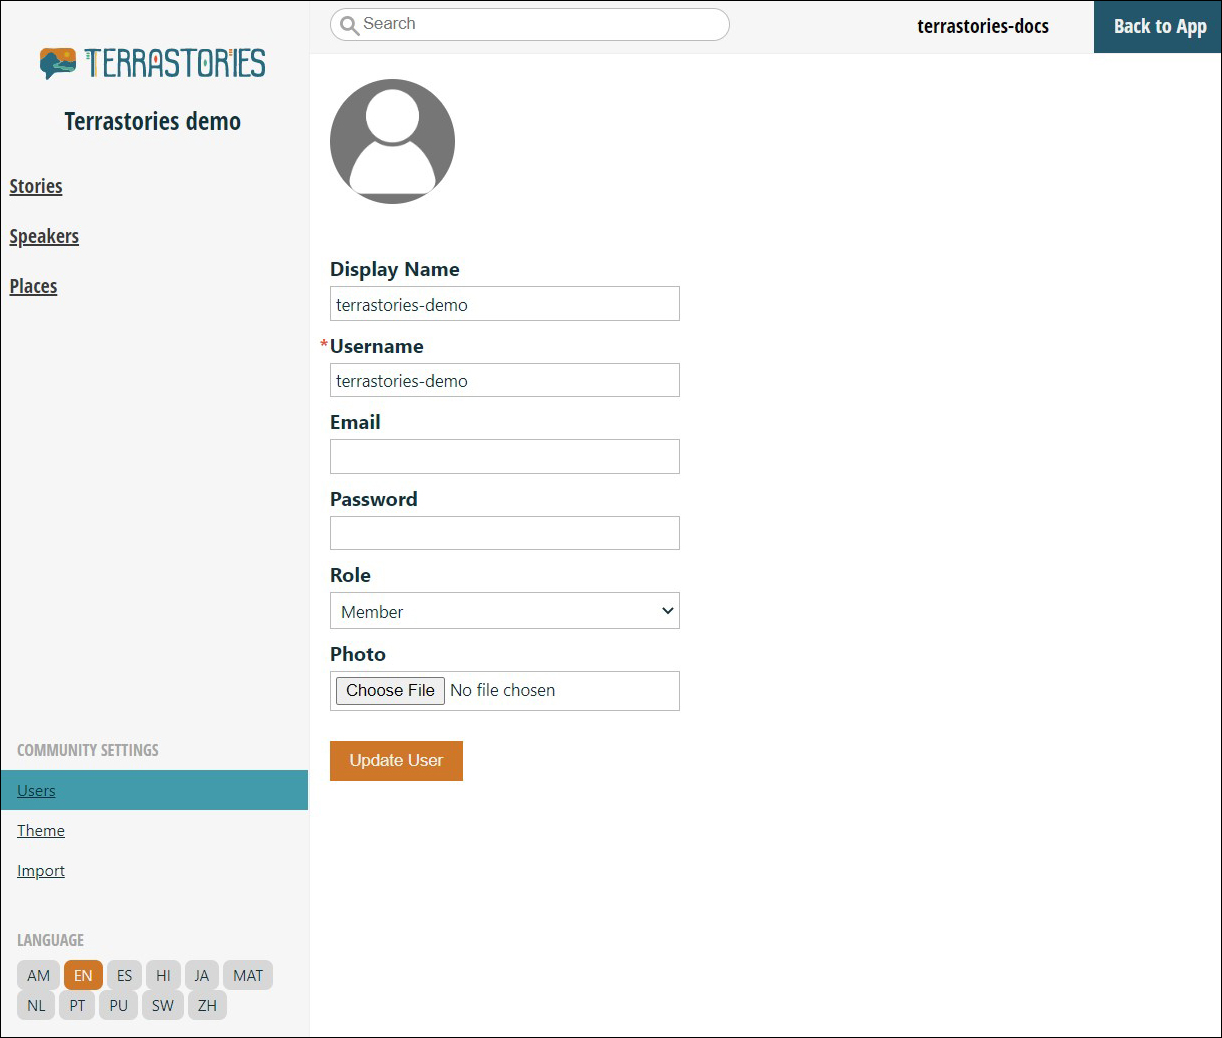 Search
terrastories-docs
Back to App
TERRASTORIES
Terrastories demo
Stories
Speakers
Places
Display Name
terrastories-demo
*Username
terrastories-demo
Email
Password
Role
Member
Photo
Choose File No file chosen
Update User
COMMUNITY SETTINGS
Users
Theme
Import
LANGUAGE
AM EN ES HI JA MAT
NL PT PU SW ZH